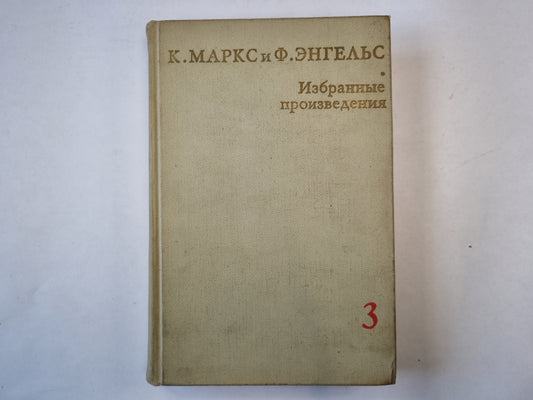 К. МАРКС и Ф. ЭНГЕЛЬС
Избранные
произведения
3